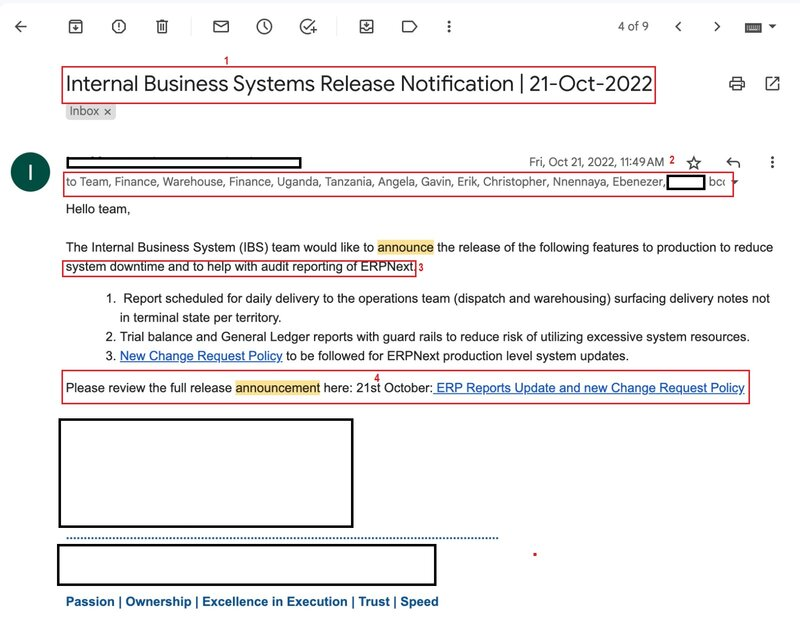 4 of 9
1
Internal Business Systems Release Notification | 21-Oct-2022
Inbox ×
I
Fri, Oct 21, 2022, 11:49 AM 2
to Team, Finance, Warehouse, Finance, Uganda, Tanzania, Angela, Gavin, Erik, Christopher, Nnennaya, Ebenezer, bcc
Hello team,
The Internal Business System (IBS) team would like to announce the release of the following features to production to reduce
system downtime and to help with audit reporting of ERPNext. 3
1. Report scheduled for daily delivery to the operations team (dispatch and warehousing) surfacing delivery notes not
in terminal state per territory.
2. Trial balance and General Ledger reports with guard rails to reduce risk of utilizing excessive system resources.
3. New Change Request Policy to be followed for ERPNext production level system updates.
4
Please review the full release announcement here: 21st October: ERP Reports Update and new Change Request Policy
Passion | Ownership | Excellence in Execution | Trust | Speed